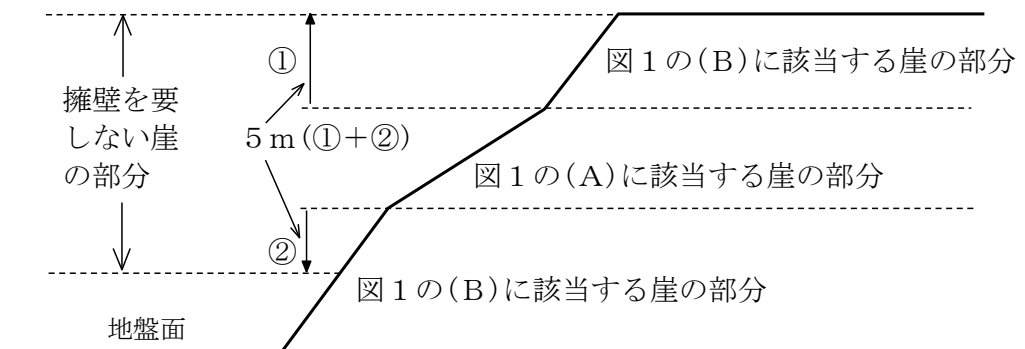 ①
図１の(Ｂ)に該当する崖の部分
擁壁を要
しない崖
の部分
５ｍ(①＋②)
図１の(Ａ)に該当する崖の部分
②
図１の(Ｂ)に該当する崖の部分
地盤面